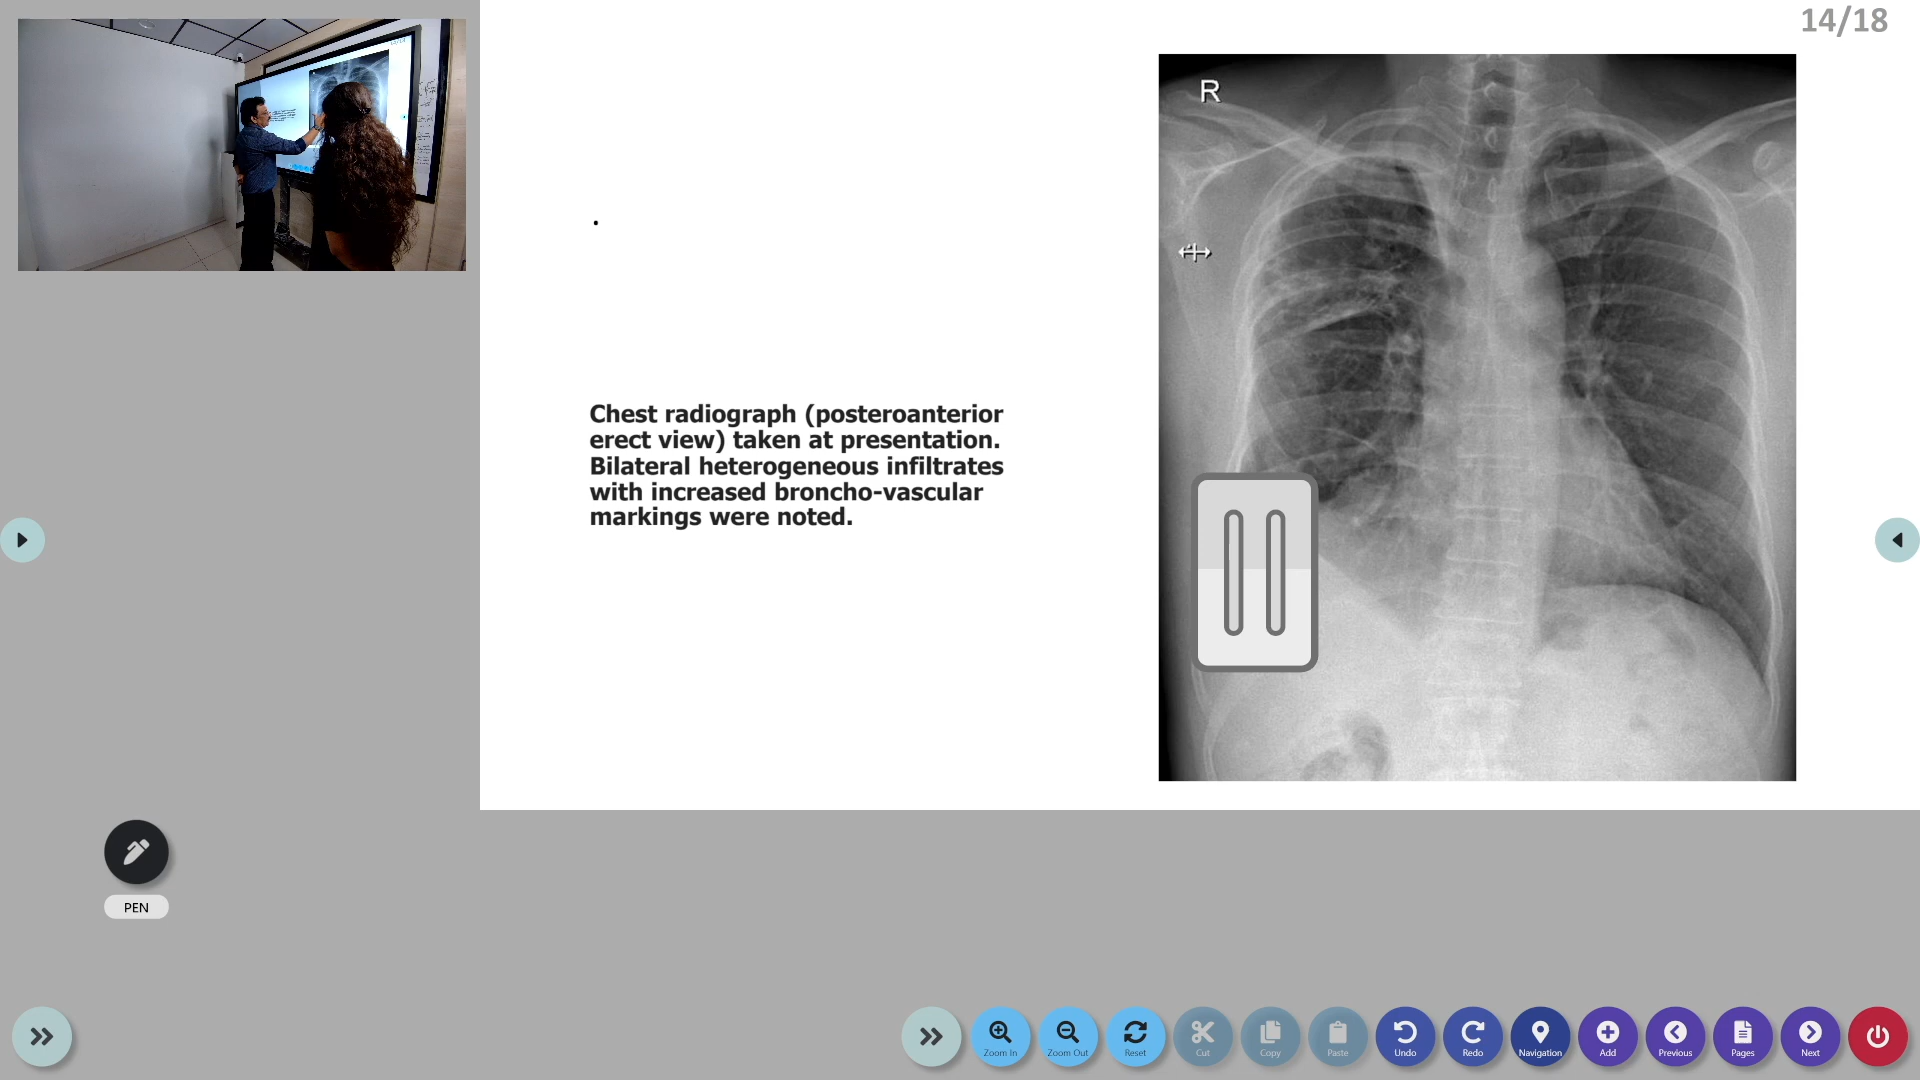 14/18
R
.
Chest radiograph (posteroanterior
erect view) taken at presentation.
Bilateral heterogeneous infiltrates
with increased broncho-vascular
markings were noted.
PEN
Zoom In
Zoom Out
Reset
Cut
Copy
Paste
Undo
Redo
Navigation
Add
Previous
Pages
Next